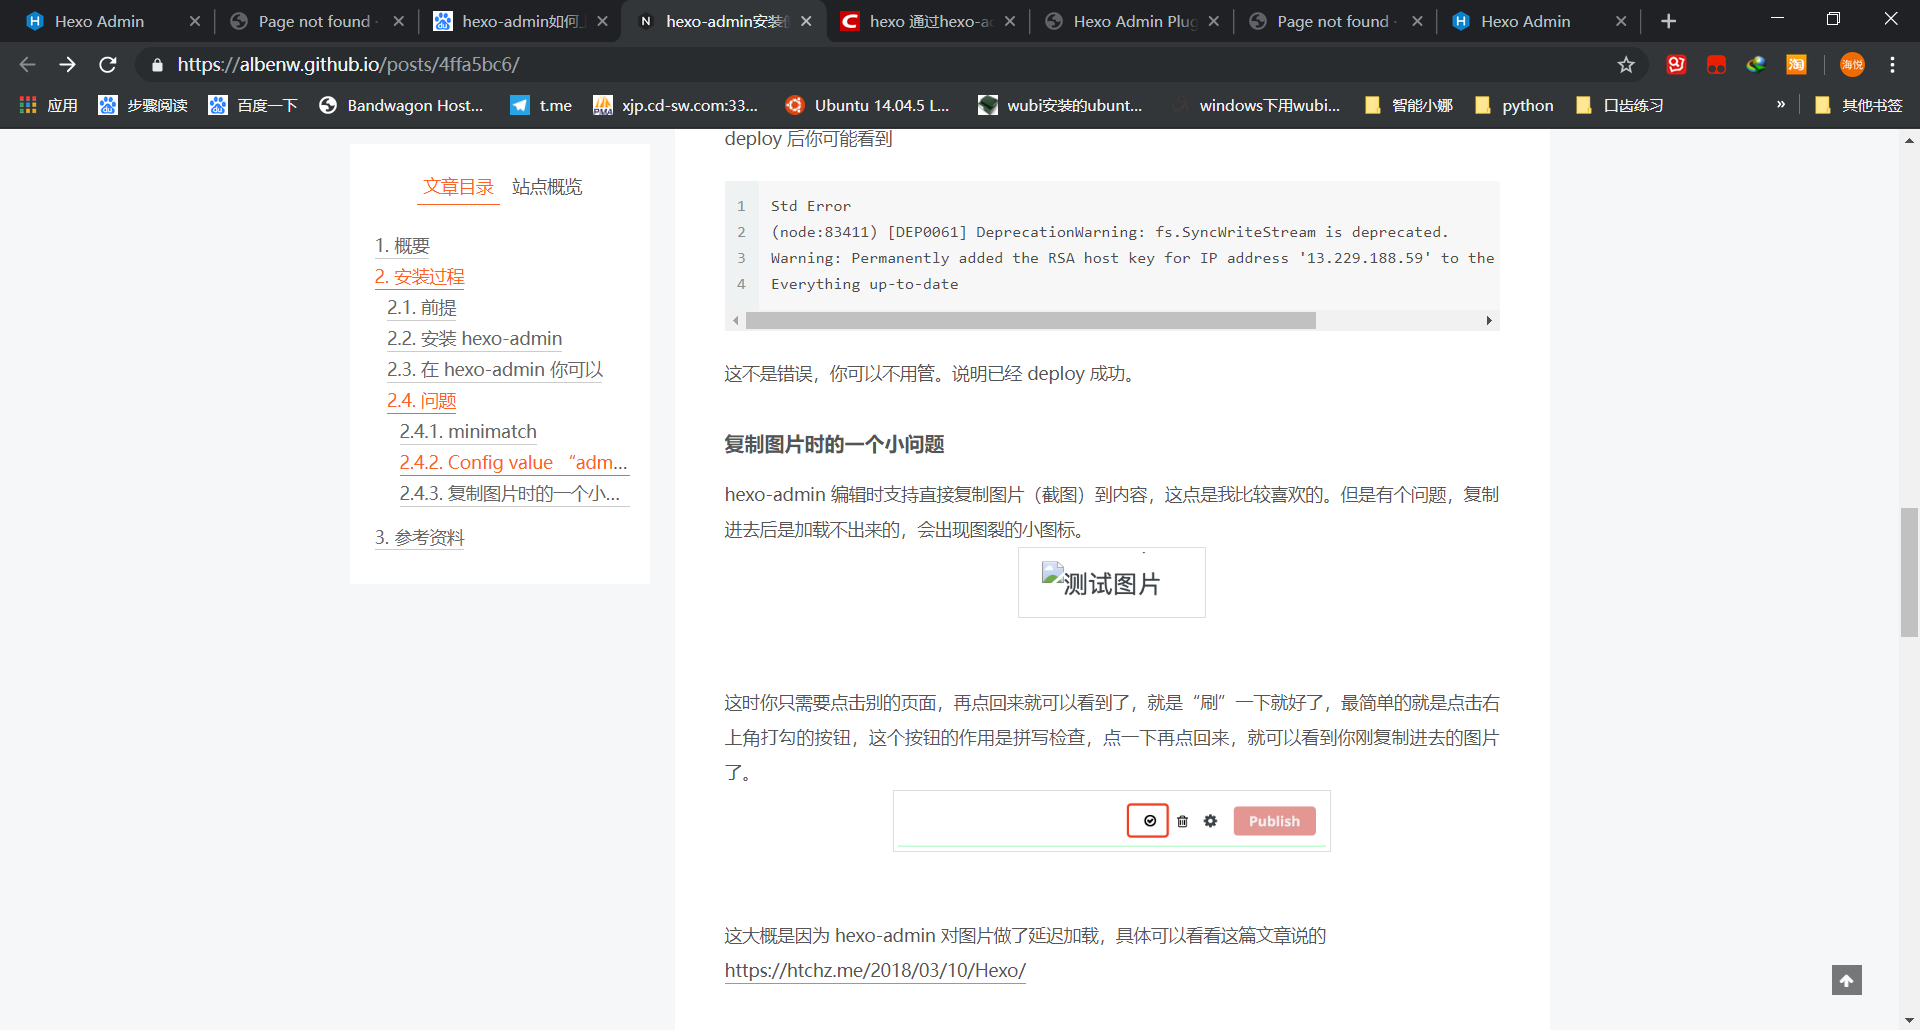 Hexo Admin
Page not found
hexo-admin如何
hexo-admin安装
hexo 通过hexo-a
Hexo Admin Plug
Page not found
Hexo Admin
https://albenw.github.io/posts/4ffa5bc6/
淘
海悦
应用
步骤阅读
百度一下
Bandwagon Host...
t.me
xjp.cd-sw.com:33...
Ubuntu 14.04.5 L...
wubi安装的ubunt...
windows下用wubi...
智能小娜
python
口齿练习
»
其他书签
文章目录
站点概览
1. 概要
2. 安装过程
2.1. 前提
2.2. 安装 hexo-admin
2.3. 在 hexo-admin 你可以
2.4. 问题
2.4.1. minimatch
2.4.2. Config value “adm...
2.4.3. 复制图片时的一个小...
3. 参考资料
deploy 后你可能看到
1 Std Error
2 (node:83411) [DEP0061] DeprecationWarning: fs.SyncWriteStream is deprecated.
3 Warning: Permanently added the RSA host key for IP address '13.229.188.59' to the
4 Everything up-to-date
这不是错误，你可以不用管。说明已经 deploy 成功。
复制图片时的一个小问题
hexo-admin 编辑时支持直接复制图片（截图）到内容，这点是我比较喜欢的。但是有个问题，复制
进去后是加载不出来的，会出现图裂的小图标。
测试图片
这时你只需要点击别的页面，再点回来就可以看到了，就是“刷”一下就好了，最简单的就是点击右
上角打勾的按钮，这个按钮的作用是拼写检查，点一下再点回来，就可以看到你刚复制进去的图片
了。
Publish
这大概是因为 hexo-admin 对图片做了延迟加载，具体可以看看这篇文章说的
https://htchz.me/2018/03/10/Hexo/